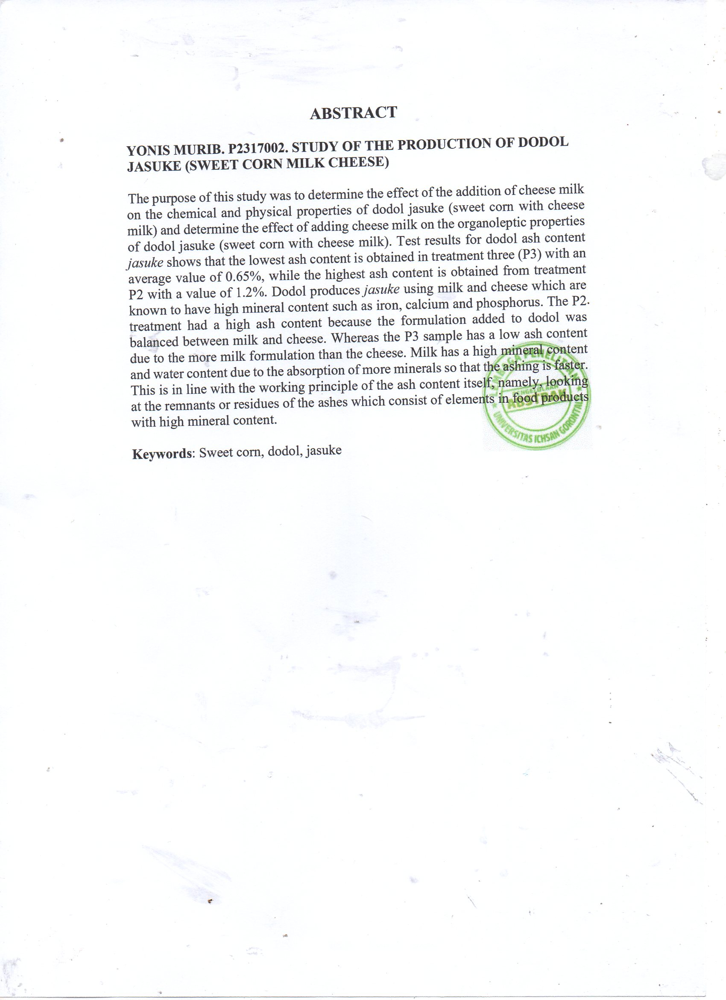 ABSTRACT
YONIS MURIB. P2317002. STUDY OF THE PRODUCTION OF DODOL
JASUKE (SWEET CORN MILK CHEESE)
The purpose of this study was to determine the effect of the addition of cheese milk
on the chemical and physical properties of dodol jasuke (sweet corn with cheese
milk) and determine the effect of adding cheese milk on the organoleptic properties
of dodol jasuke (sweet corn with cheese milk). Test results for dodol ash content
jasuke shows that the lowest ash content is obtained in treatment three (P3) with an
average value of 0.65%, while the highest ash content is obtained from treatment
P2 with a value of 1.2%. Dodol produces jasuke using milk and cheese which are
known to have high mineral content such as iron, calcium and phosphorus. The P2.
treatment had a high ash content because the formulation added to dodol was
balanced between milk and cheese. Whereas the P3 sample has a low ash content
due to the more milk formulation than the cheese. Milk has a high mineral content
and water content due to the absorption of more minerals so that the ashing is faster.
This is in line with the working principle of the ash content itself, namely, looking
at the remnants or residues of the ashes which consist of elements in food products
with high mineral content.
LEMBAGA PENELITIAN
PENGELOLAAN
ABSTRAK
UNIVERSITAS ICHSAN GORONTALO
Keywords: Sweet corn, dodol, jasuke